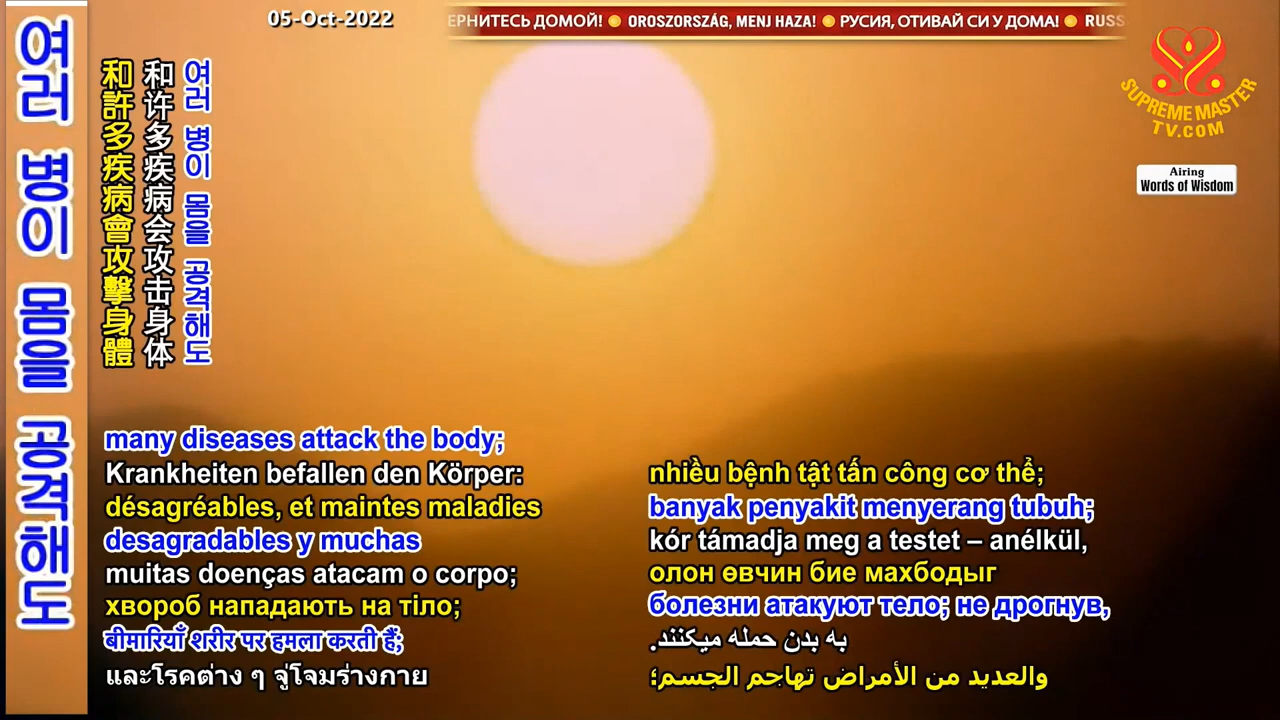 05-Oct-2022
ЕРНИТЕСЬ ДОМОЙ! OROSZORSZÁG, MENJ HAZA! РУСИЯ, ОТИВАЙ СИ У ДОМА! RUSS
SUPREME MASTER
TV.COM
Airing
Words of Wisdom
여러 병이 몸을 공격해도
和許多疾病會攻擊身體
和许多疾病会攻击身体
여러 병이 몸을 공격해도
many diseases attack the body;
Krankheiten befallen den Körper:
désagréables, et maintes maladies
desagradables y muchas
muitas doenças atacam o corpo;
хвороб нападають на тіло;
बीमारियाँ शरीर पर हमला करती हैं;
และโรคต่าง ๆ จู่โจมร่างกาย
nhiều bệnh tật tấn công cơ thể;
banyak penyakit menyerang tubuh;
kór támadja meg a testet – anélkül,
олон өвчин бие махбодыг
болезни атакуют тело; не дрогнув,
به بدن حمله میکنند.
والعديد من الأمراض تهاجم الجسم؛